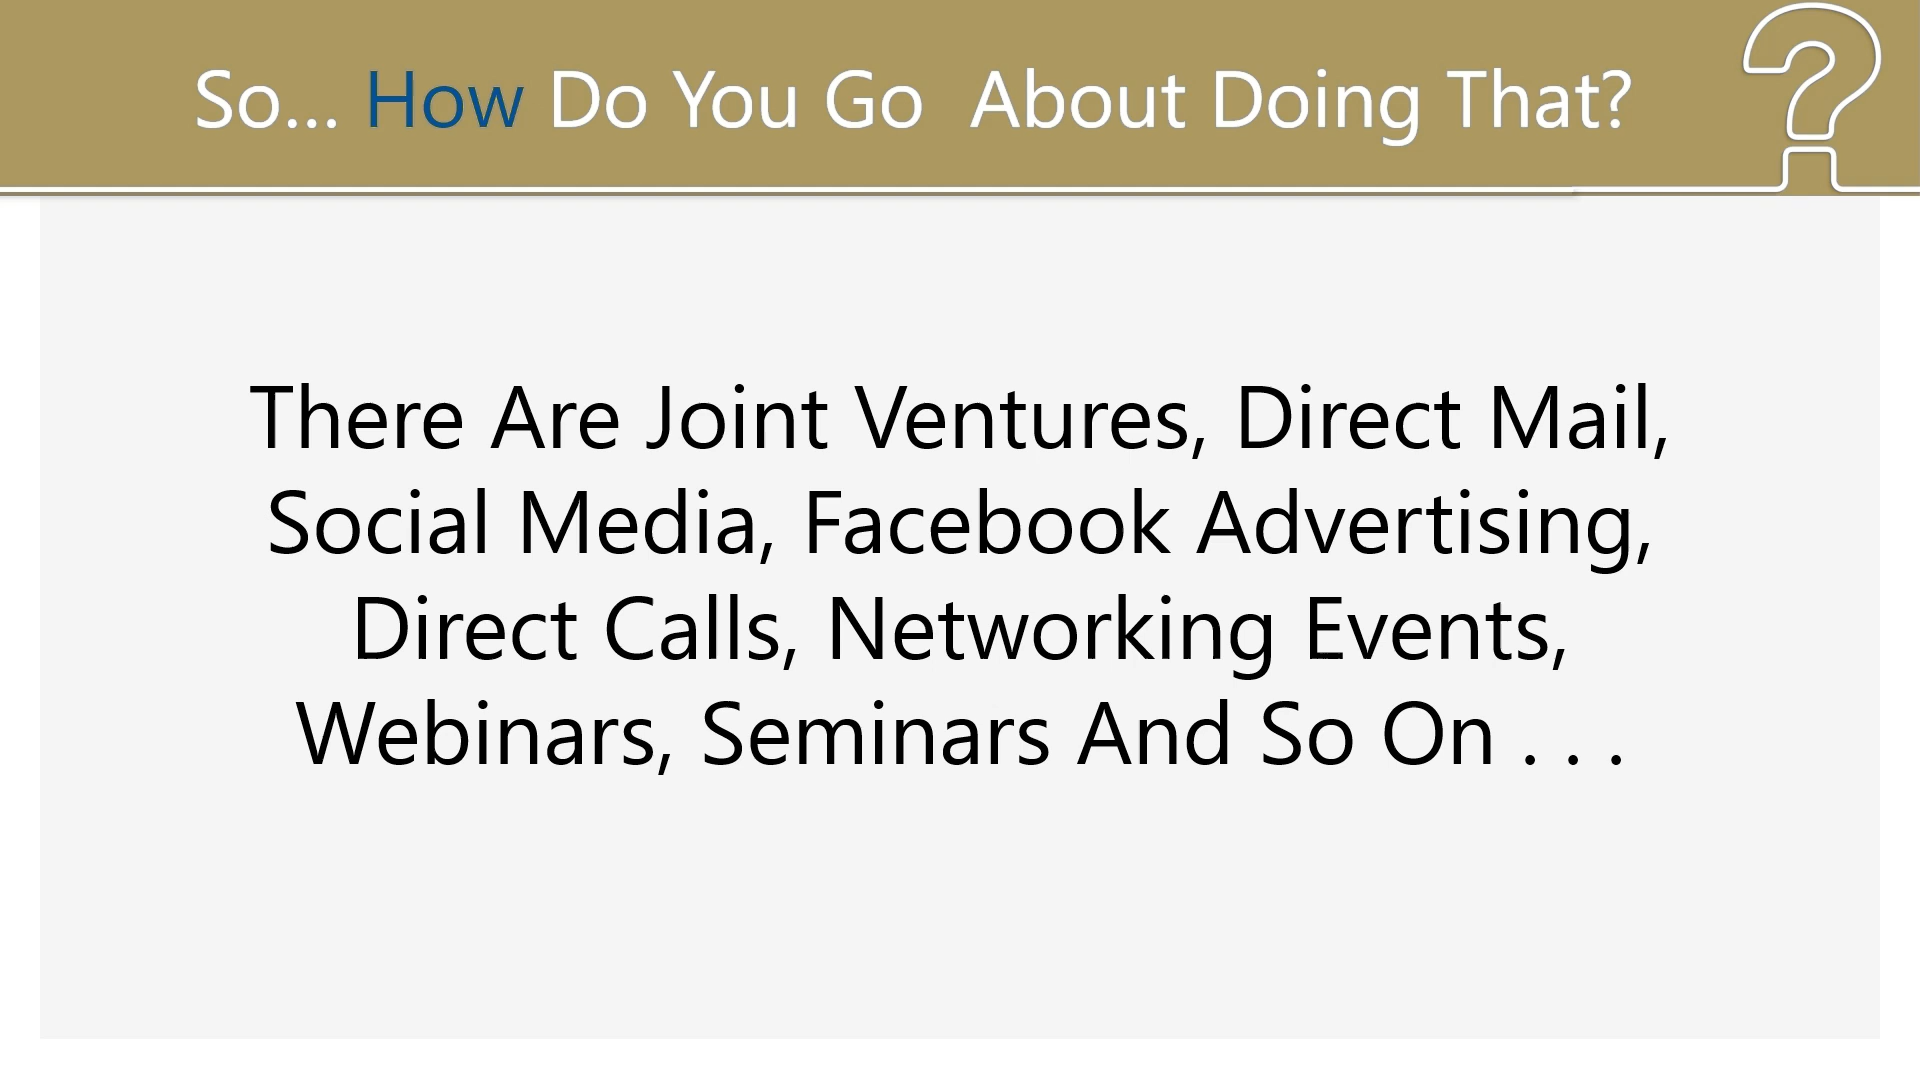 So... How Do You Go  About Doing That?
There Are Joint Ventures, Direct Mail,
Social Media, Facebook Advertising,
Direct Calls, Networking Events,
Webinars, Seminars And So On . . .